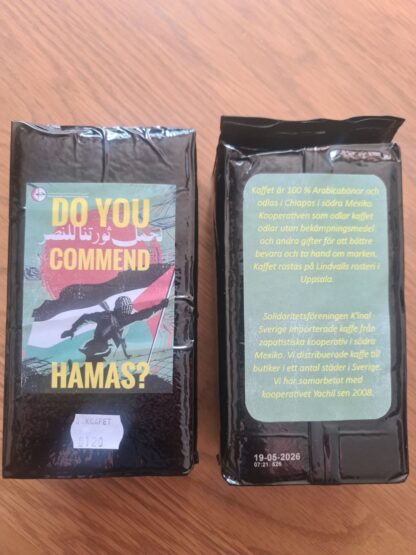 DO YOU
COMMEND
HAMAS?
KCAFET
Kaffet är 100 % Arabicabönor och
odlas i Chiapas i södra Mexiko.
Kooperativen som odlar kaffet
odlar utan bekämpningsmedel
och andra gifter för att bättre
bevara och ta hand om marken.
Kaffet rostas på Lindvalls rosteri i
Uppsala.
Solidaritetsföreningen K'inal
Sverige importerade kaffe från
zapatistiska kooperativ i södra
Mexiko. Vi distribuerade kaffe till
butiker i ett antal städer i Sverige.
Vi har samarbetat med
kooperativet Yachil sen 2008.
19-05-2026
07:21